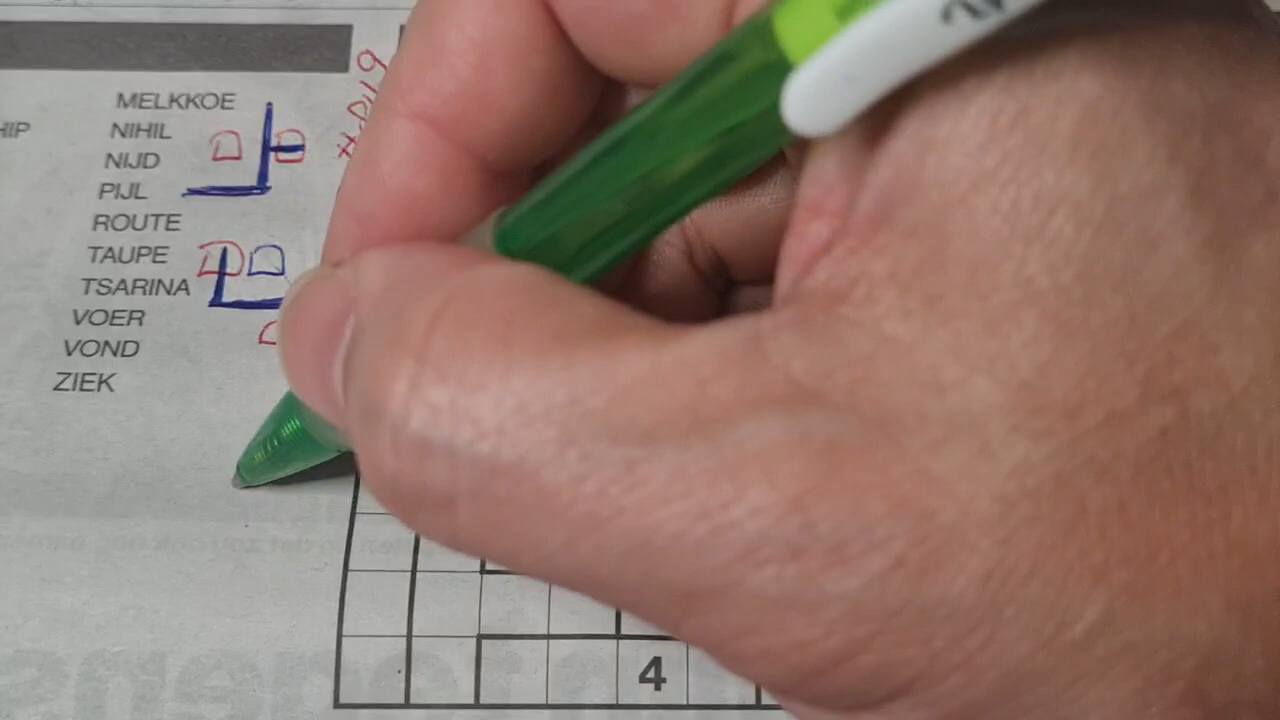 MELKKOE
HIP NIHIL
NIJD
PIJL
ROUTE
TAUPE
TSARINA
VOER
VOND
ZIEK
4